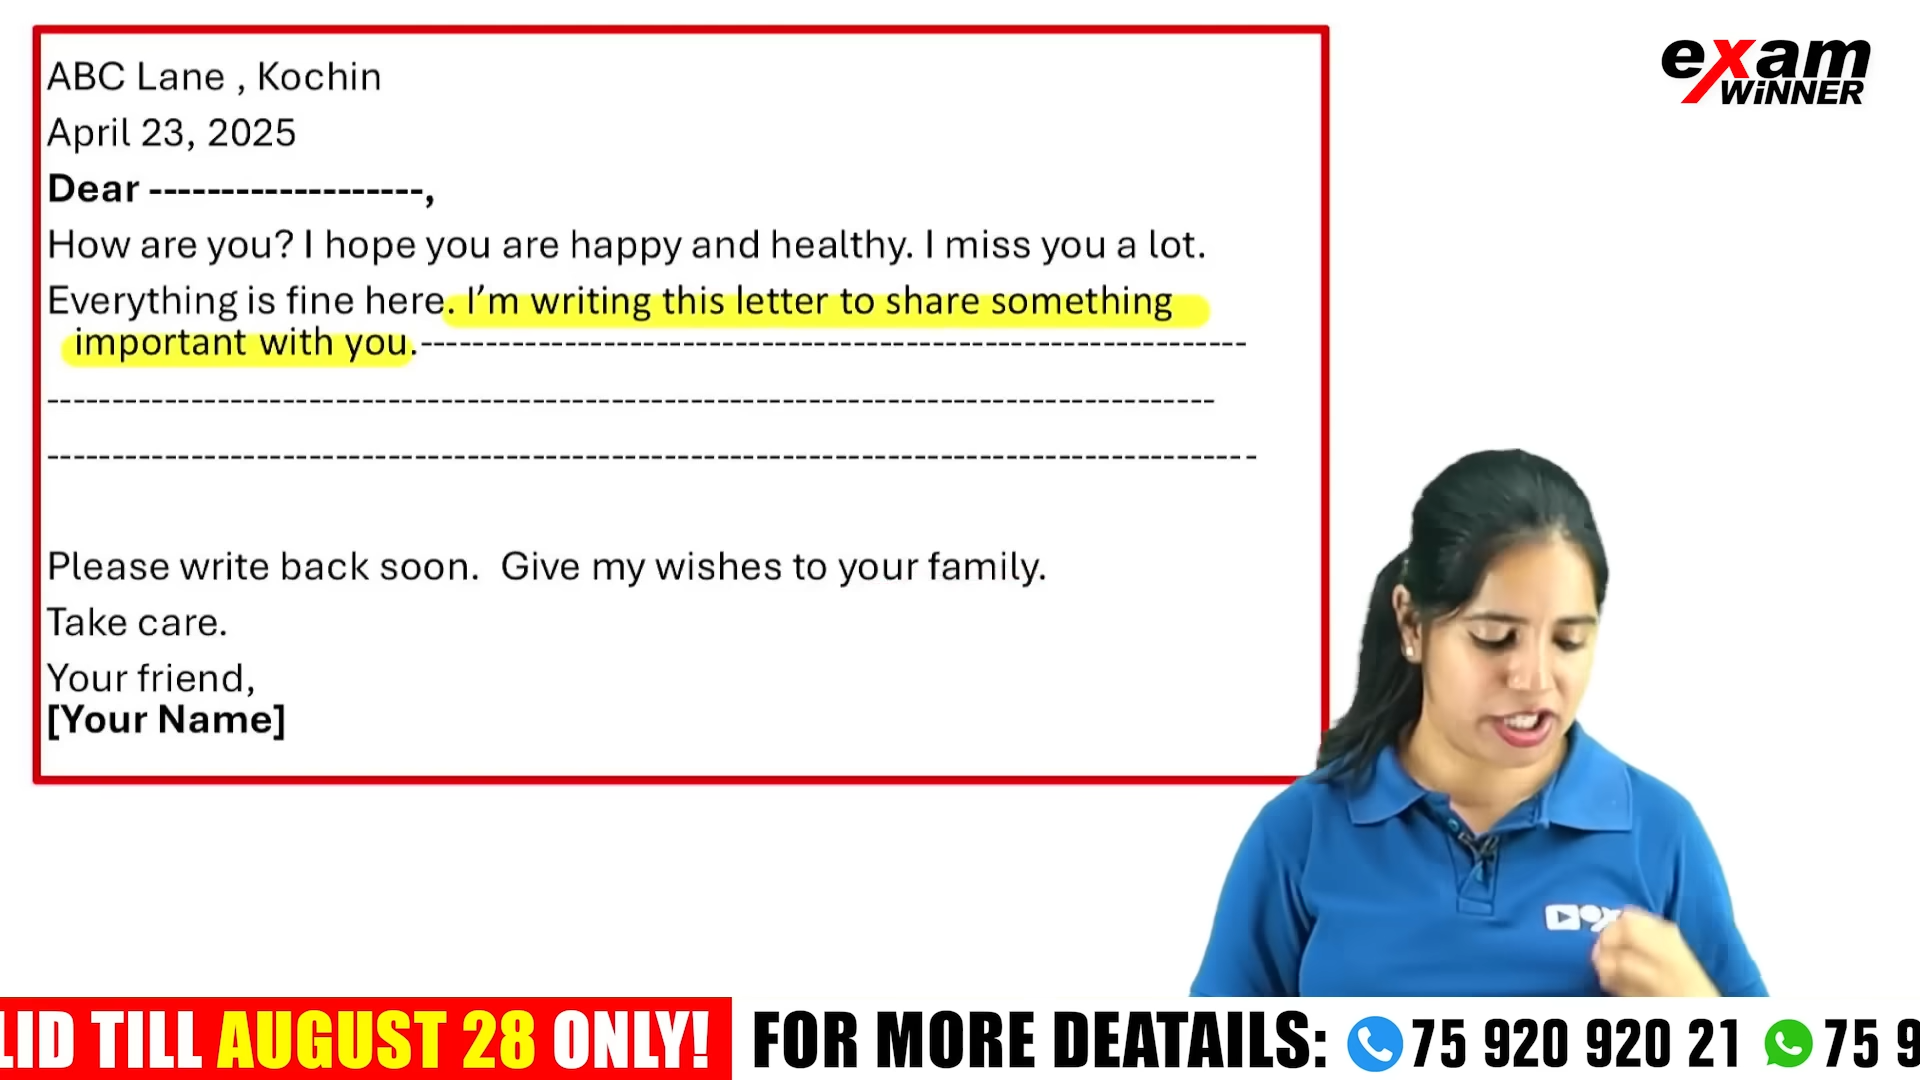 ABC Lane , Kochin
April 23, 2025
Dear -------------------,
How are you? I hope you are happy and healthy. I miss you a lot.
Everything is fine here. I'm writing this letter to share something
important with you.----------------------------------------------------------------
------------------------------------------------------------------------------------------
---------------------------------------------------------------------------------------------
Please write back soon.  Give my wishes to your family.
Take care.
Your friend,
[Your Name]
exam
WiNNER
LID TILL AUGUST 28 ONLY! FOR MORE DEATAILS: 75 920 920 21 75 9